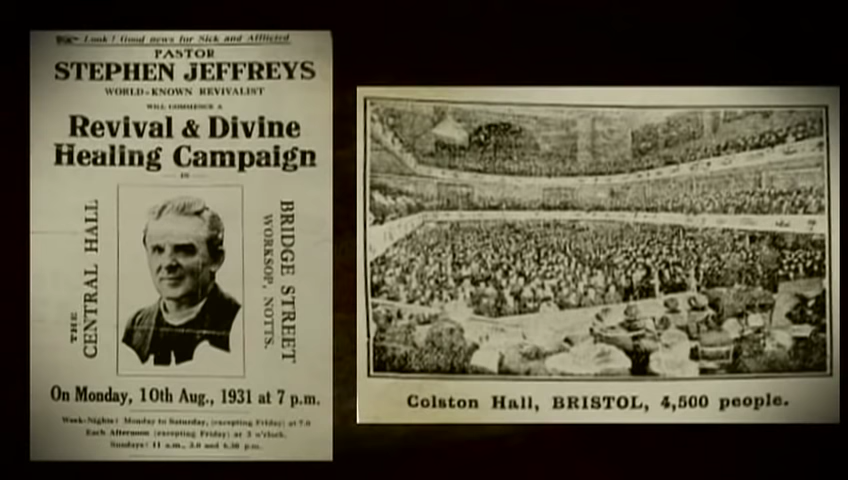 Look! Good news for Sick and Afflicted
PASTOR
STEPHEN JEFFREYS
WORLD-KNOWN REVIVALIST
WILL COMMENCE A
Revival & Divine
Healing Campaign
IN
THE
CENTRAL HALL
BRIDGE STREET
WORKSOP, NOTTS.
On Monday, 10th Aug., 1931 at 7 p.m.
Week-Nights: Monday to Saturday, (excepting Friday) at 7.0
Each Afternoon (excepting Friday) at 3 o'clock.
Sundays: 11 a.m., 3.0 and 6.30 p.m.
Colston Hall, BRISTOL, 4,500 people.